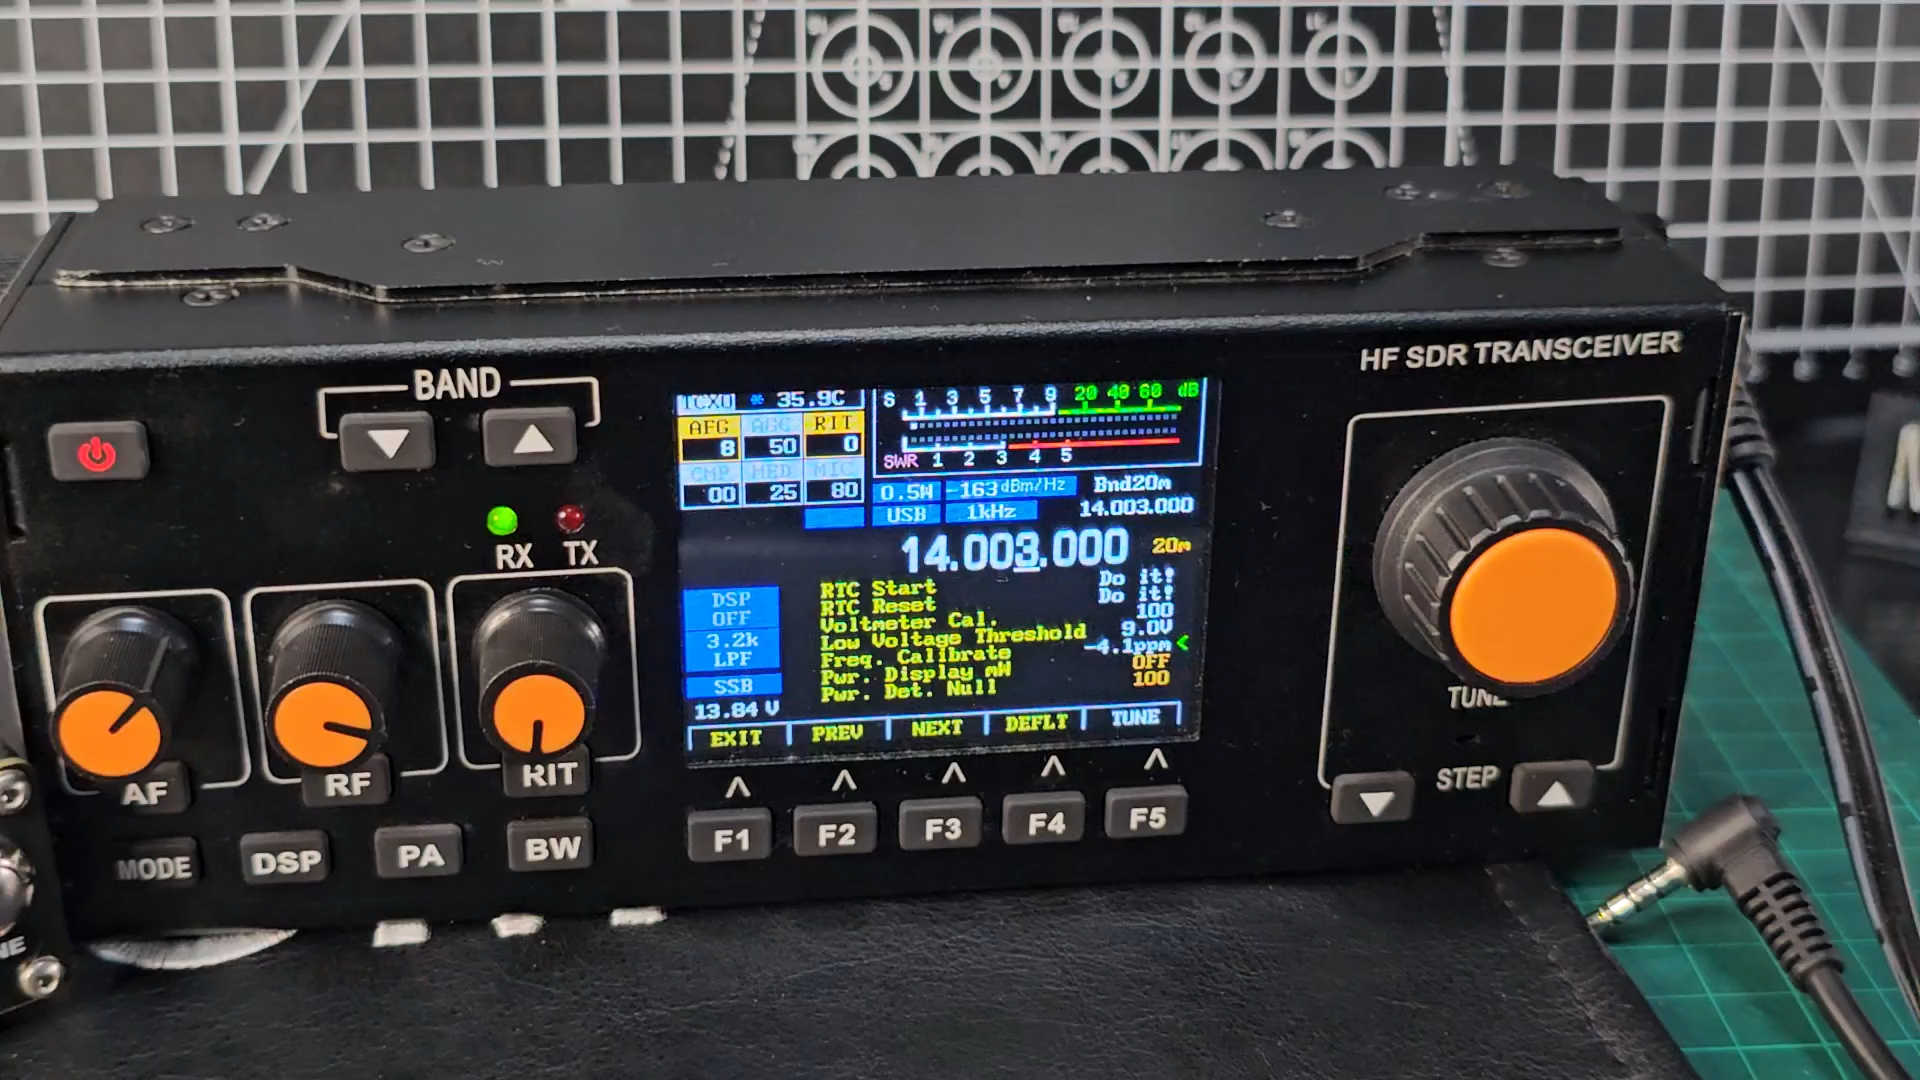 HF SDR TRANSCEIVER
BAND
RX TX
AF
RF
RIT
MODE
DSP
PA
BW
TCXO * 35.9C
AFG AGC RIT
8 50 0
CMP MIC
00 25 80
S 1 3 5 7 9 20 40 60 dB
SWR 1 2 3 4 5
0.5W -163dBm/Hz Bnd20m
USB 1kHz 14.003.000
14.003.000 20m
DSP
OFF
3.2k
LPF
SSB
13.84 V
RTC Start Do it!
RTC Reset Do it!
Voltmeter Cal. 100
Low Voltage Threshold 9.0V
Freq. Calibrate -4.1ppm <
Pwr. Display mW OFF
Pwr. Det. Null 100
EXIT PREV NEXT DEFLT TUNE
F1 F2 F3 F4 F5
TUNE
STEP
NE